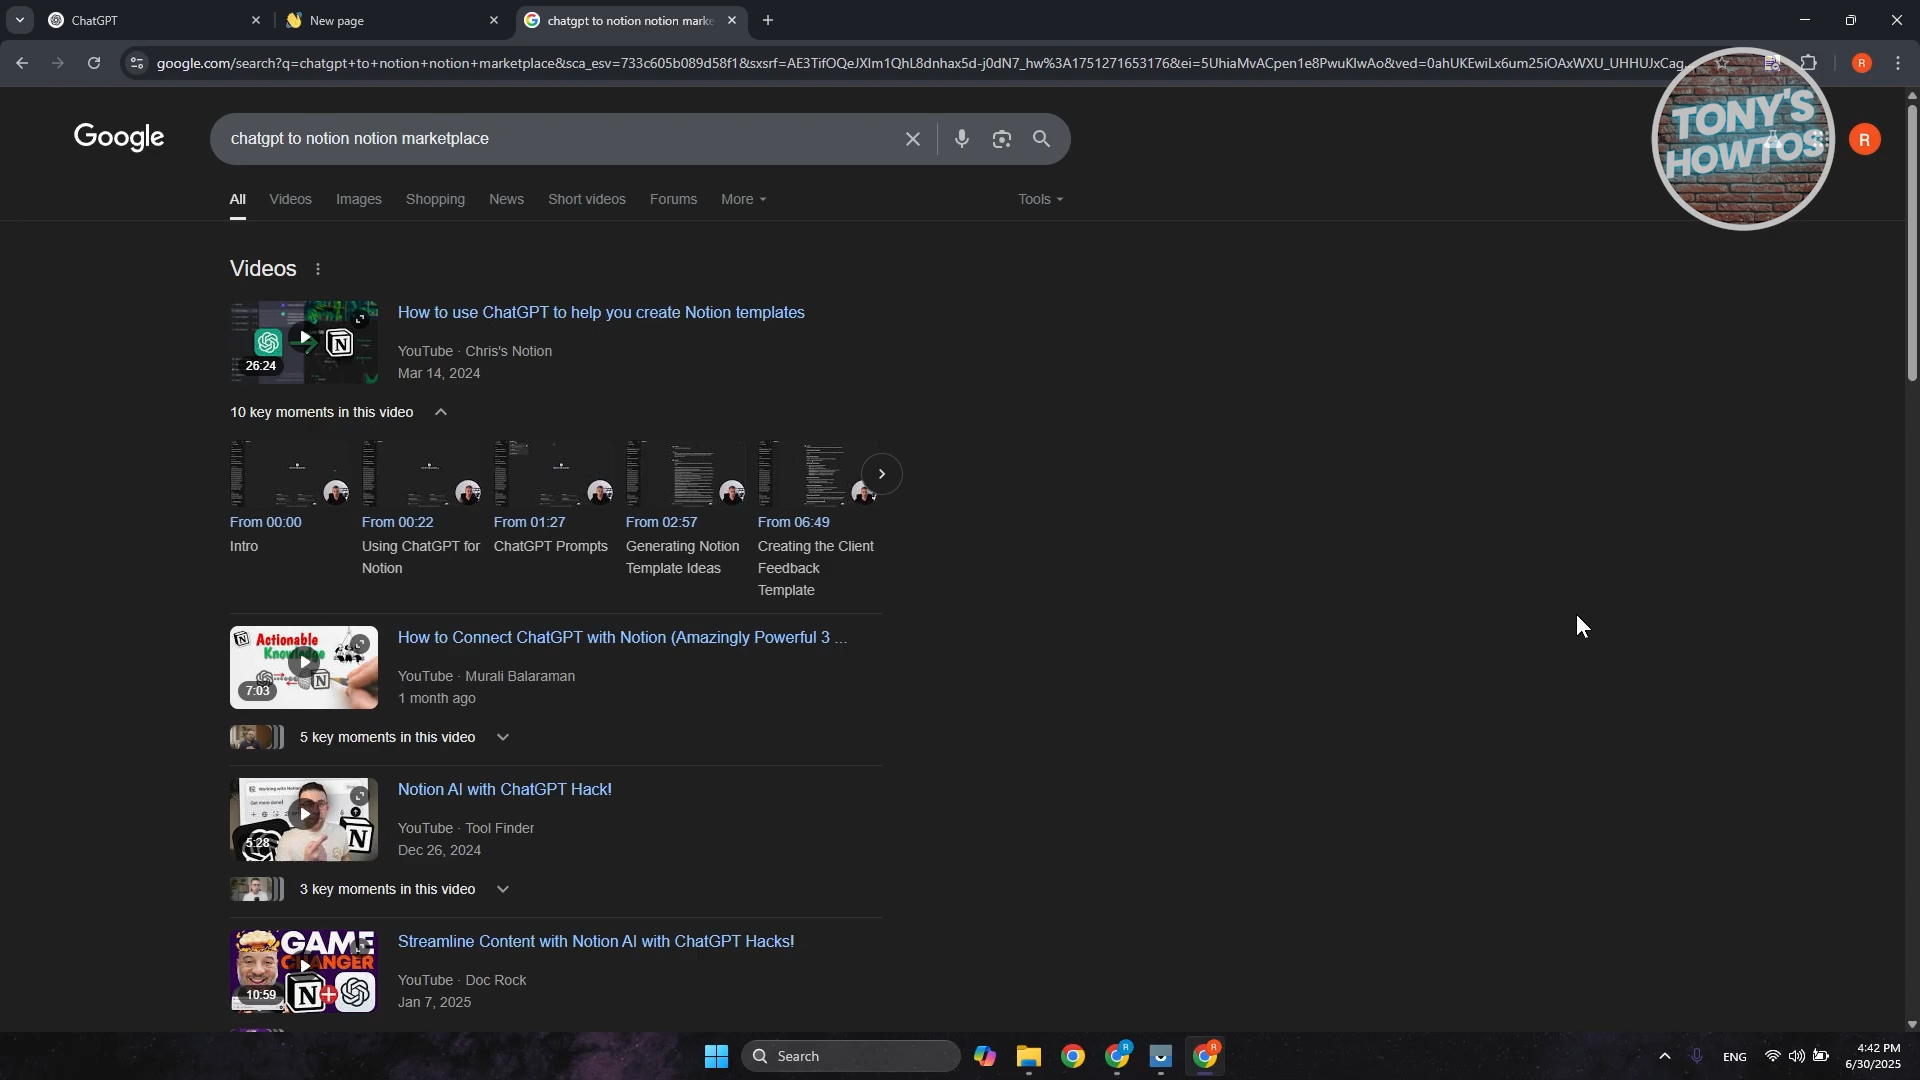 ChatGPT
New page
chatgpt to notion notion marke
google.com/search?q=chatgpt+to+notion+notion+marketplace&sca_esv=733c605b089d58f1&sxsrf=AE3TifOQeJXlm1QhL8dnhax5d-j0dN7_hw%3A1751271653176&ei=5UhiaMvACpen1e8PwuKlwAo&ved=0ahUKEwiLx6um25iOAxWXU_UHHUJxCag...
R
Google
chatgpt to notion notion marketplace
TONY'S
HOWTOS
R
All
Videos
Images
Shopping
News
Short videos
Forums
More
Tools
Videos
How to use ChatGPT to help you create Notion templates
26:24
YouTube · Chris's Notion
Mar 14, 2024
10 key moments in this video
From 00:00
From 00:22
From 01:27
From 02:57
From 06:49
Intro
Using ChatGPT for
Notion
ChatGPT Prompts
Generating Notion
Template Ideas
Creating the Client
Feedback
Template
Actionable
Knowledge
7:03
How to Connect ChatGPT with Notion (Amazingly Powerful 3 ...
YouTube · Murali Balaraman
1 month ago
5 key moments in this video
Get more done
5:28
Notion AI with ChatGPT Hack!
YouTube · Tool Finder
Dec 26, 2024
3 key moments in this video
GAME
CHANGER
10:59
Streamline Content with Notion AI with ChatGPT Hacks!
YouTube · Doc Rock
Jan 7, 2025
Search
ENG
4:42 PM
6/30/2025